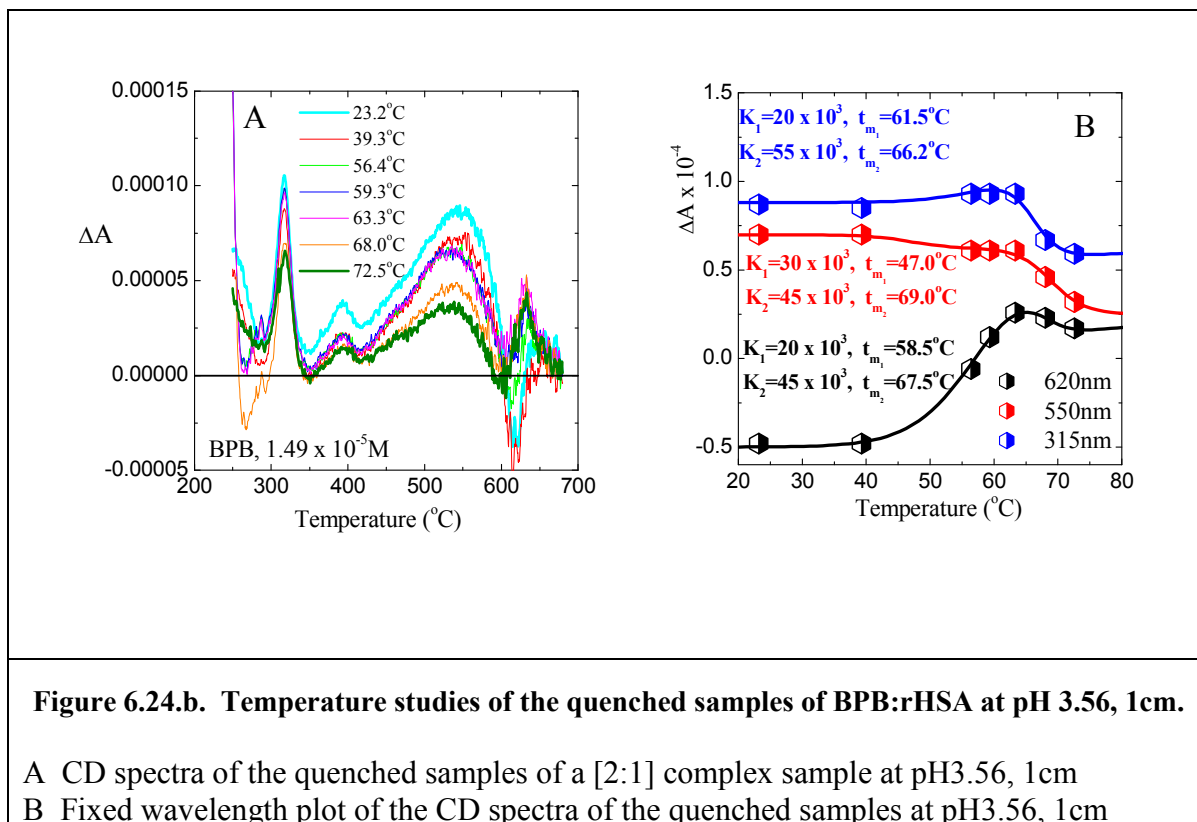 A
0.00015
0.00010
ΔA
0.00005
0.00000
-0.00005
23.2°C
39.3°C
56.4°C
59.3°C
63.3°C
68.0°C
72.5°C
BPB, 1.49 x 10⁻⁵M
200 300 400 500 600 700
Temperature (°C)
B
1.5
1.0
0.5
0.0
-0.5
ΔA x 10⁻⁴
K₁=20 x 10³, tₘ₁=61.5°C
K₂=55 x 10³, tₘ₂=66.2°C
K₁=30 x 10³, tₘ₁=47.0°C
K₂=45 x 10³, tₘ₂=69.0°C
K₁=20 x 10³, tₘ₁=58.5°C
K₂=45 x 10³, tₘ₂=67.5°C
620nm
550nm
315nm
20 30 40 50 60 70 80
Temperature (°C)
Figure 6.24.b. Temperature studies of the quenched samples of BPB:rHSA at pH 3.56, 1cm.
A CD spectra of the quenched samples of a [2:1] complex sample at pH3.56, 1cm
B Fixed wavelength plot of the CD spectra of the quenched samples at pH3.56, 1cm